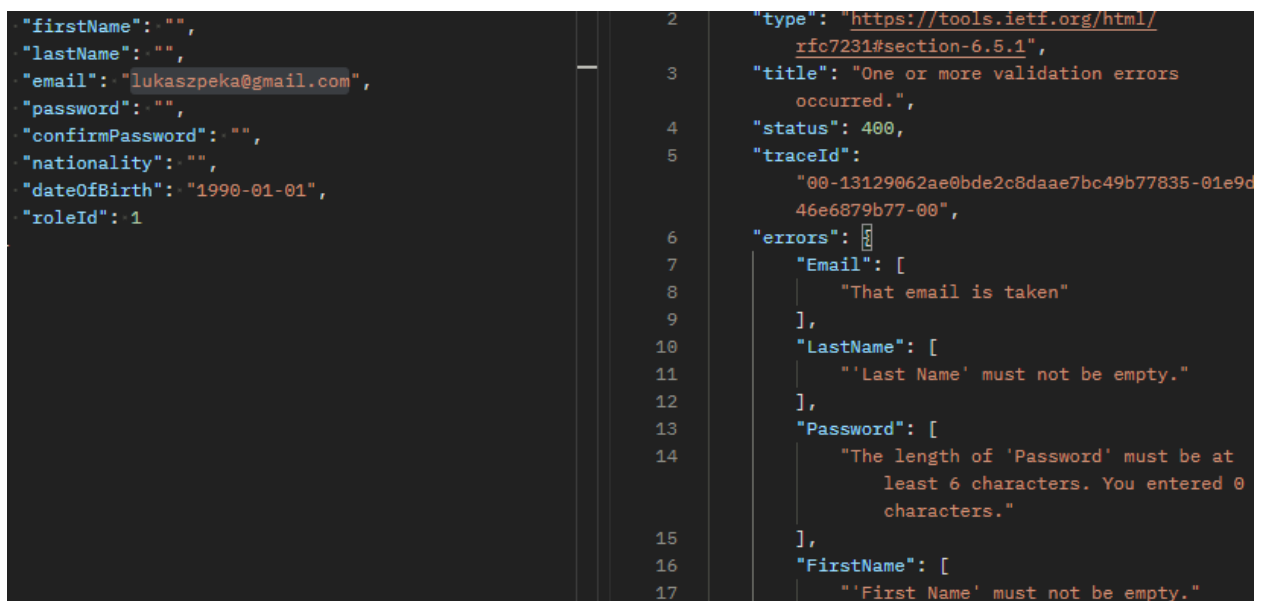 "firstName": "",
"lastName": "",
"email": "lukaszpeka@gmail.com",
"password": "",
"confirmPassword": "",
"nationality": "",
"dateOfBirth": "1990-01-01",
"roleId": 1
2 "type": "https://tools.ietf.org/html/
rfc7231#section-6.5.1",
3 "title": "One or more validation errors
occurred.",
4 "status": 400,
5 "traceId":
"00-13129062ae0bde2c8daae7bc49b77835-01e9d
46e6879b77-00",
6 "errors": {
7 "Email": [
8 "That email is taken"
9 ],
10 "LastName": [
11 "'Last Name' must not be empty."
12 ],
13 "Password": [
14 "The length of 'Password' must be at
least 6 characters. You entered 0
characters."
15 ],
16 "FirstName": [
17 "'First Name' must not be empty."